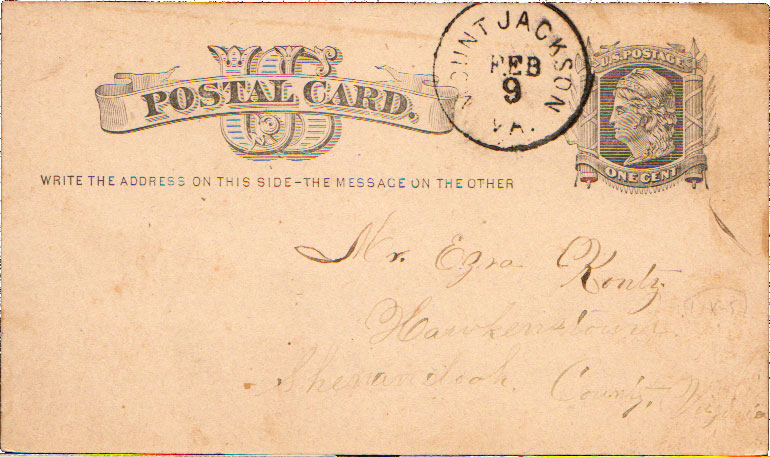 MOUNT JACKSON
FEB
9
VA.
U.S. POSTAGE
US
POSTAL CARD.
ONE CENT
WRITE THE ADDRESS ON THIS SIDE-THE MESSAGE ON THE OTHER
Mr. Ezra Kontz
Hawkenstown
Shenandoah County, Virginia